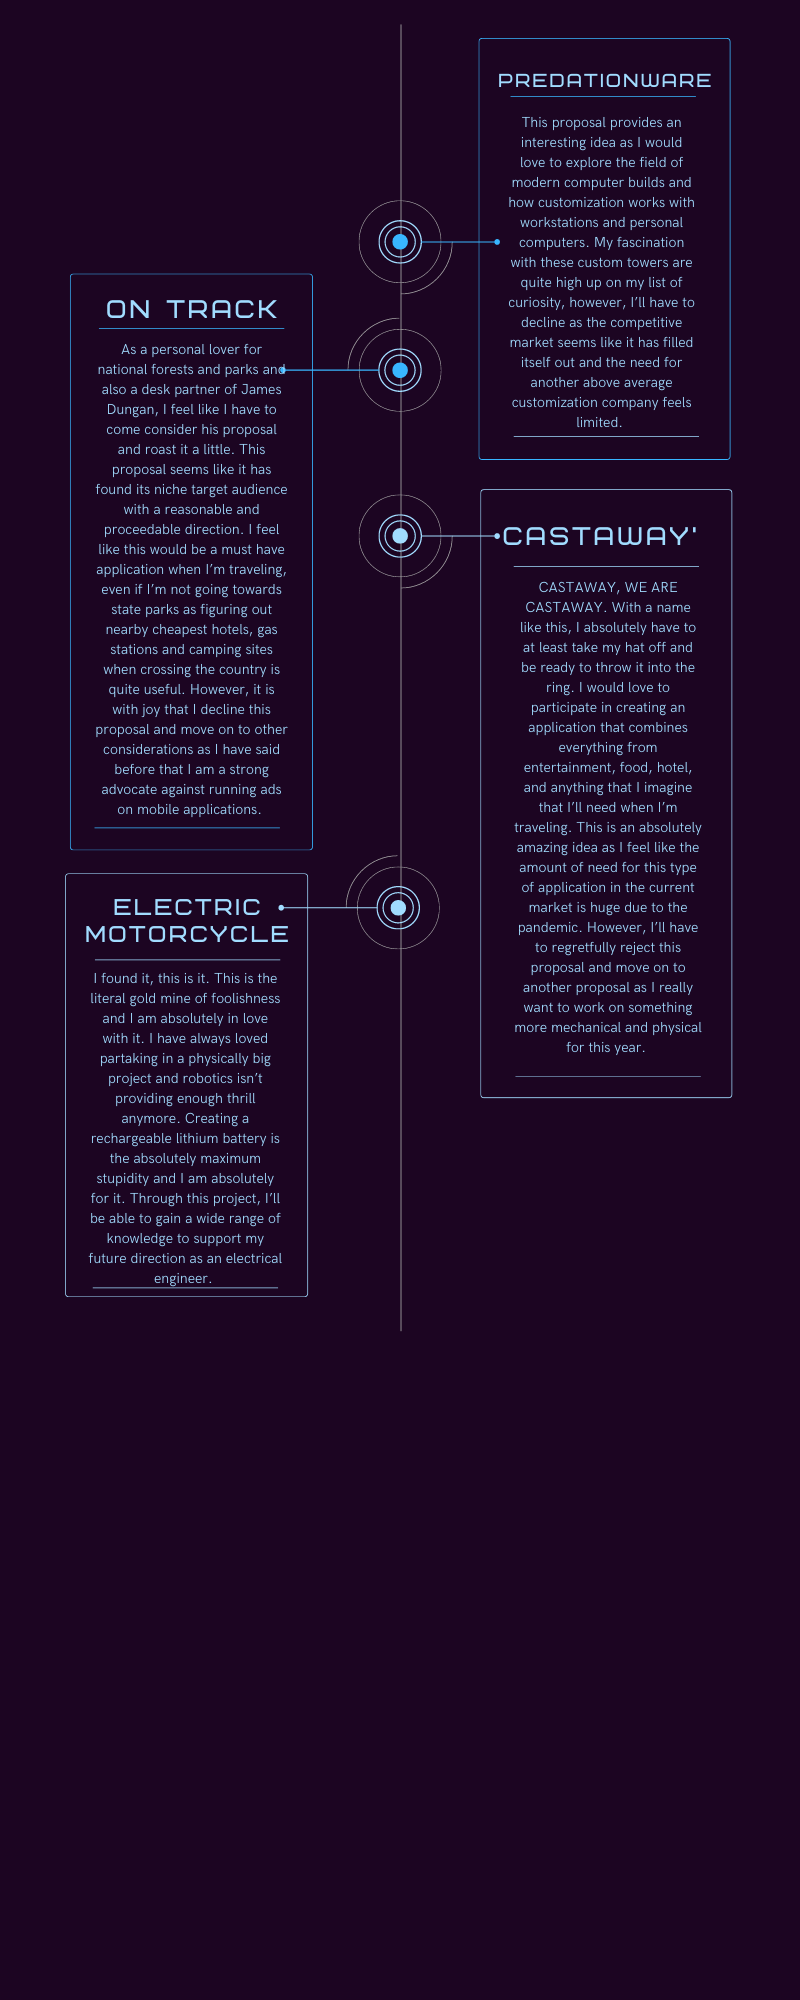 PREDATIONWARE
This proposal provides an
interesting idea as I would
love to explore the field of
modern computer builds and
how customization works with
workstations and personal
computers. My fascination
with these custom towers are
quite high up on my list of
curiosity, however, I'll have to
decline as the competitive
market seems like it has filled
itself out and the need for
another above average
customization company feels
limited.
ON TRACK
As a personal lover for
national forests and parks and
also a desk partner of James
Dungan, I feel like I have to
come consider his proposal
and roast it a little. This
proposal seems like it has
found its niche target audience
with a reasonable and
proceedable direction. I feel
like this would be a must have
application when I'm traveling,
even if I'm not going towards
state parks as figuring out
nearby cheapest hotels, gas
stations and camping sites
when crossing the country is
quite useful. However, it is
with joy that I decline this
proposal and move on to other
considerations as I have said
before that I am a strong
advocate against running ads
on mobile applications.
CASTAWAY'
CASTAWAY, WE ARE
CASTAWAY. With a name
like this, I absolutely have to
at least take my hat off and
be ready to throw it into the
ring. I would love to
participate in creating an
application that combines
everything from
entertainment, food, hotel,
and anything that I imagine
that I'll need when I'm
traveling. This is an absolutely
amazing idea as I feel like the
amount of need for this type
of application in the current
market is huge due to the
pandemic. However, I'll have
to regretfully reject this
proposal and move on to
another proposal as I really
want to work on something
more mechanical and physical
for this year.
ELECTRIC
MOTORCYCLE
I found it, this is it. This is the
literal gold mine of foolishness
and I am absolutely in love
with it. I have always loved
partaking in a physically big
project and robotics isn't
providing enough thrill
anymore. Creating a
rechargeable lithium battery is
the absolutely maximum
stupidity and I am absolutely
for it. Through this project, I'll
be able to gain a wide range of
knowledge to support my
future direction as an electrical
engineer.